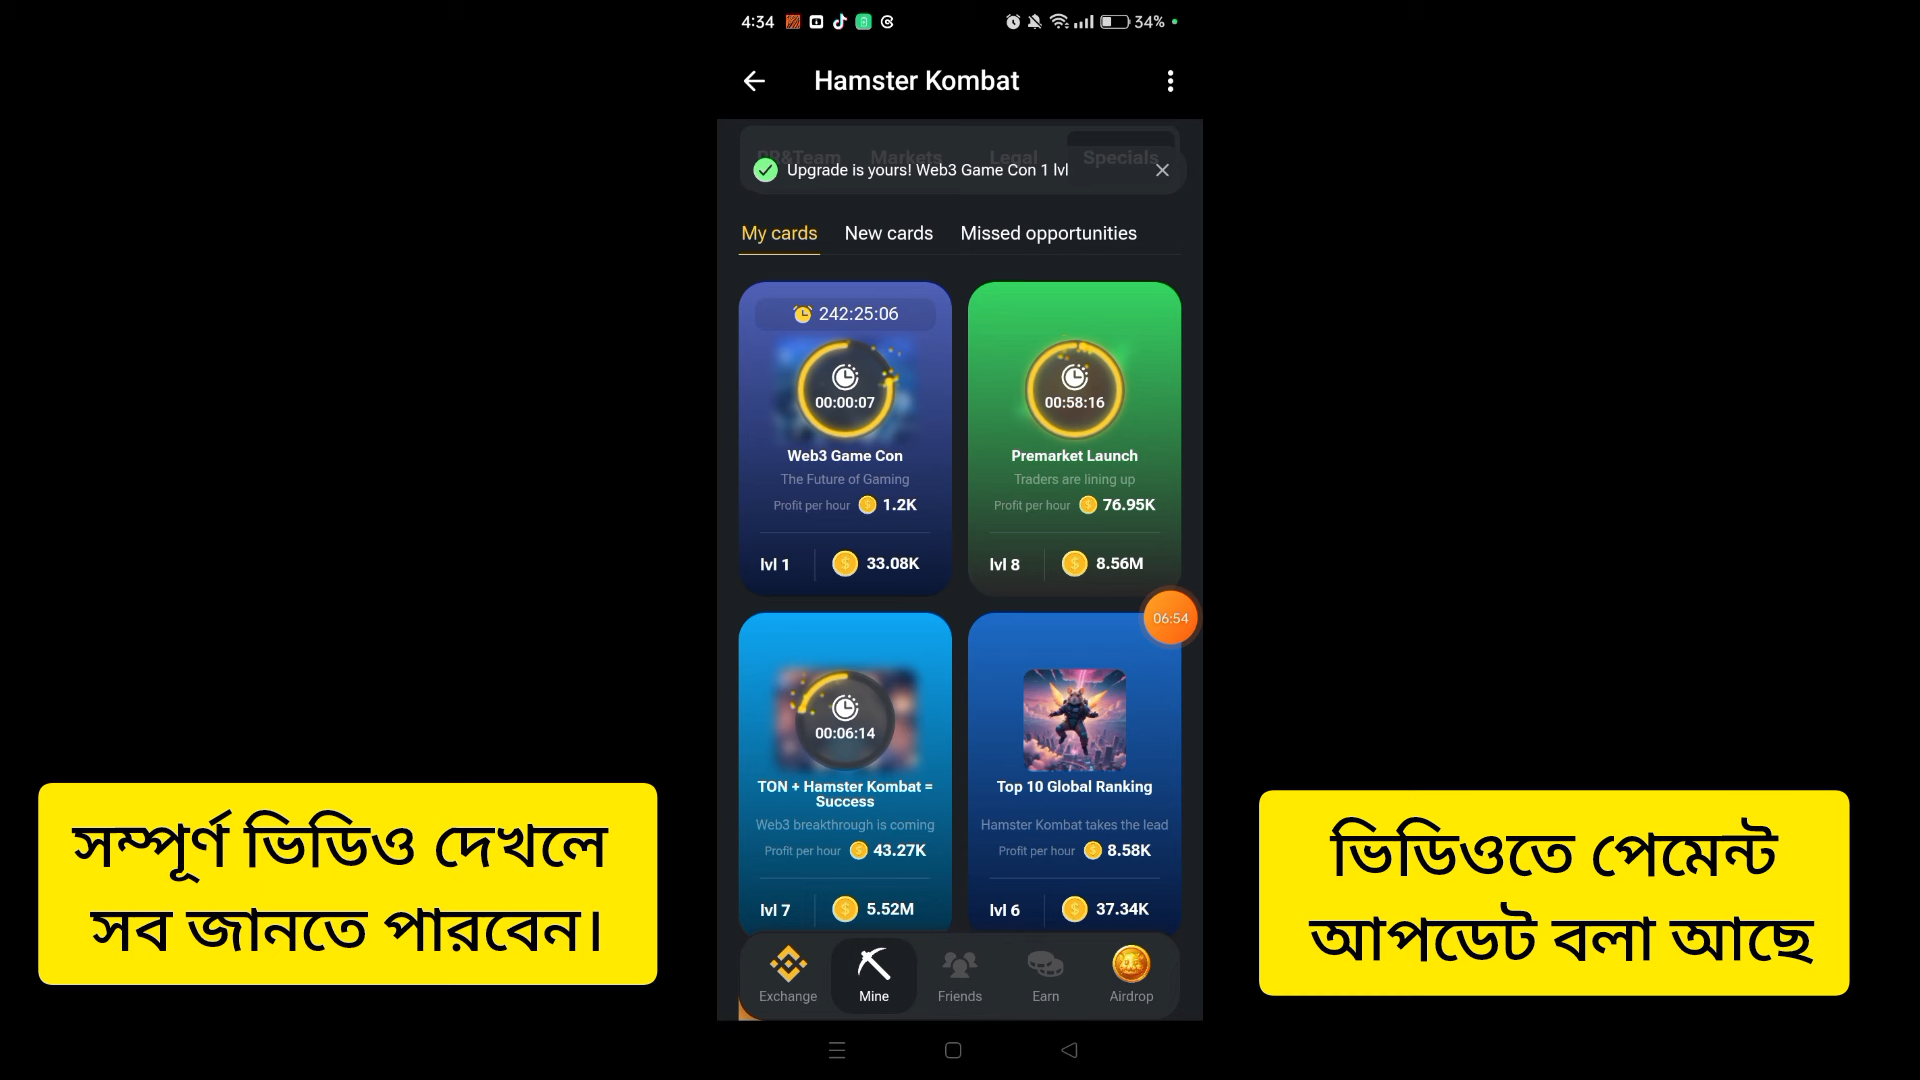 4:34
34%
Hamster Kombat
PR&Team Markets Legal Specials
Upgrade is yours! Web3 Game Con 1 lvl
My cards New cards Missed opportunities
242:25:06
00:00:07
Web3 Game Con
The Future of Gaming
Profit per hour 1.2K
lvl 1 33.08K
00:58:16
Premarket Launch
Traders are lining up
Profit per hour 76.95K
lvl 8 8.56M
06:54
00:06:14
TON + Hamster Kombat =
Success
Web3 breakthrough is coming
Profit per hour 43.27K
lvl 7 5.52M
Top 10 Global Ranking
Hamster Kombat takes the lead
Profit per hour 8.58K
lvl 6 37.34K
Exchange Mine Friends Earn Airdrop
সম্পূর্ণ ভিডিও দেখলে
সব জানতে পারবেন।
ভিডিওতে পেমেন্ট
আপডেট বলা আছে